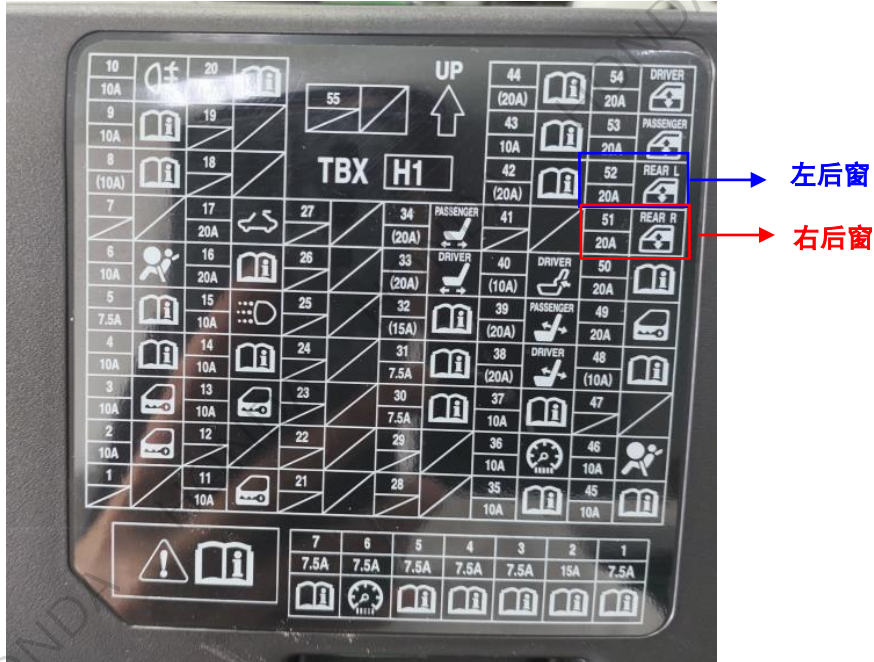 10 20 UP 44 54 DRIVER
10A 55 (20A) 20A
9 19 43 53 PASSENGER
10A 10A 20A
8 18 TBX H1 42 52 REAR L 左后窗
(10A) (20A) 20A
7 17 27 34 PASSENGER 41 51 REAR R 右后窗
20A (20A) 20A
6 16 26 33 DRIVER 40 DRIVER 50
10A 20A (20A) (10A) 20A
5 15 25 32 39 PASSENGER 49
7.5A 10A (15A) (20A) 20A
4 14 24 31 38 DRIVER 48
10A 10A 7.5A (20A) (10A)
3 13 23 30 37 47
10A 10A 7.5A 10A
2 12 22 29 36 46
10A 10A 10A
1 11 21 28 35 45
10A 10A 10A
7 6 5 4 3 2 1
7.5A 7.5A 7.5A 7.5A 7.5A 15A 7.5A